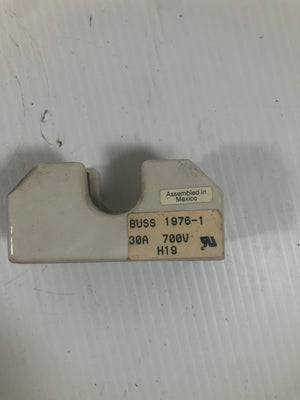 Assembled in
Mexico
BUSS 1976-1
30A 700V
H19